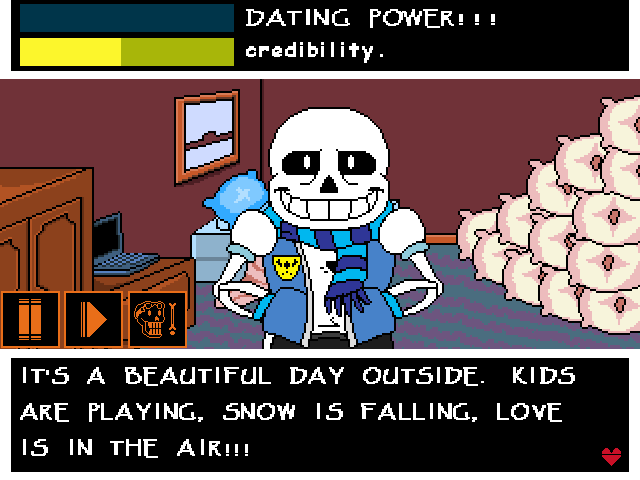 DATING POWER!!!
credibility.
IT'S A BEAUTIFUL DAY OUTSIDE. KIDS
ARE PLAYING, SNOW IS FALLING, LOVE
IS IN THE AIR!!!